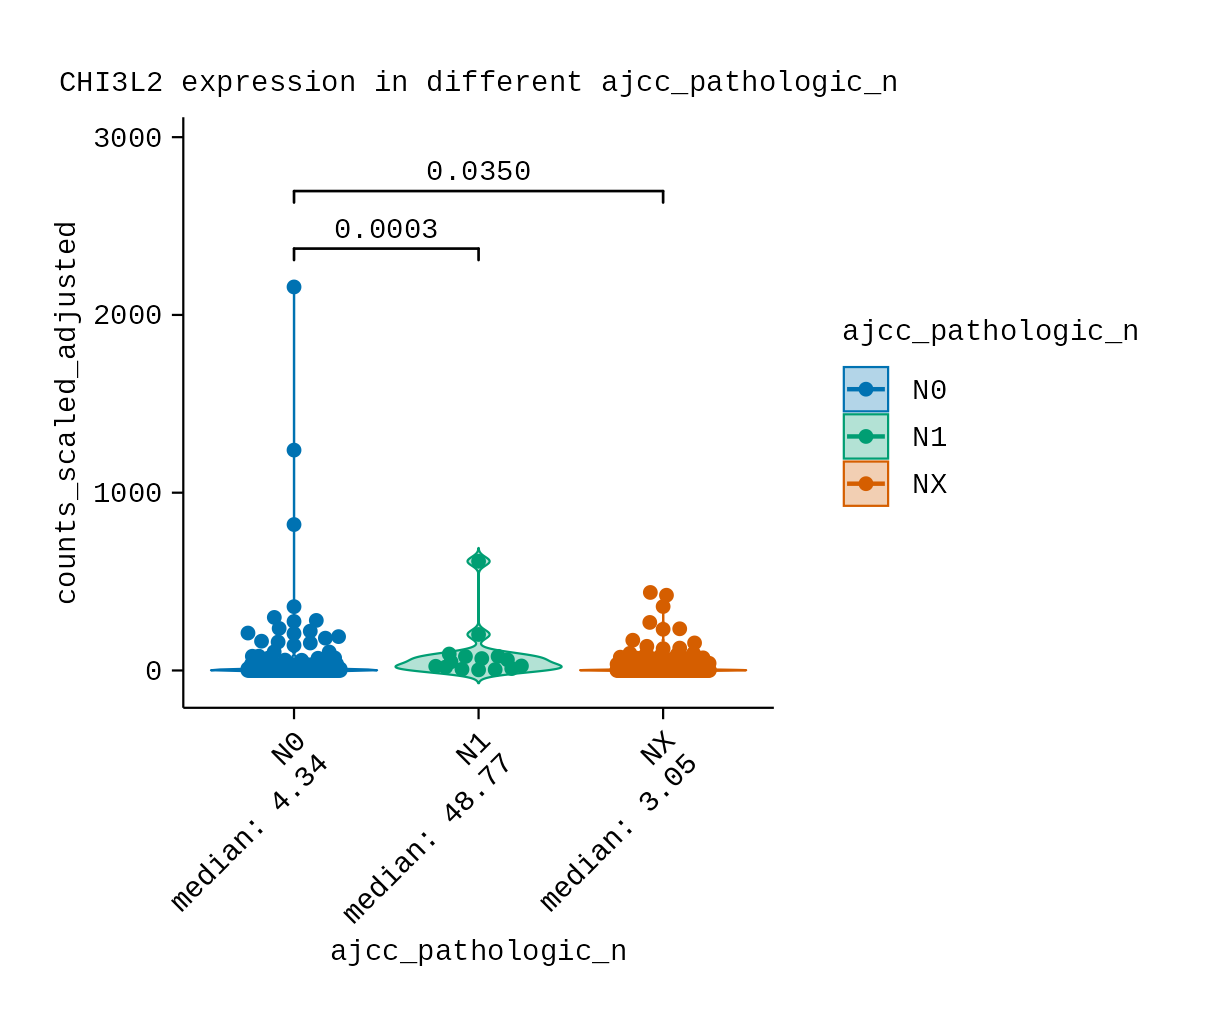 CHI3L2 expression in different ajcc_pathologic_n
3000
2000
1000
0
counts_scaled_adjusted
0.0350
0.0003
N0
median: 4.34
N1
median: 48.77
NX
median: 3.05
ajcc_pathologic_n
ajcc_pathologic_n
N0
N1
NX